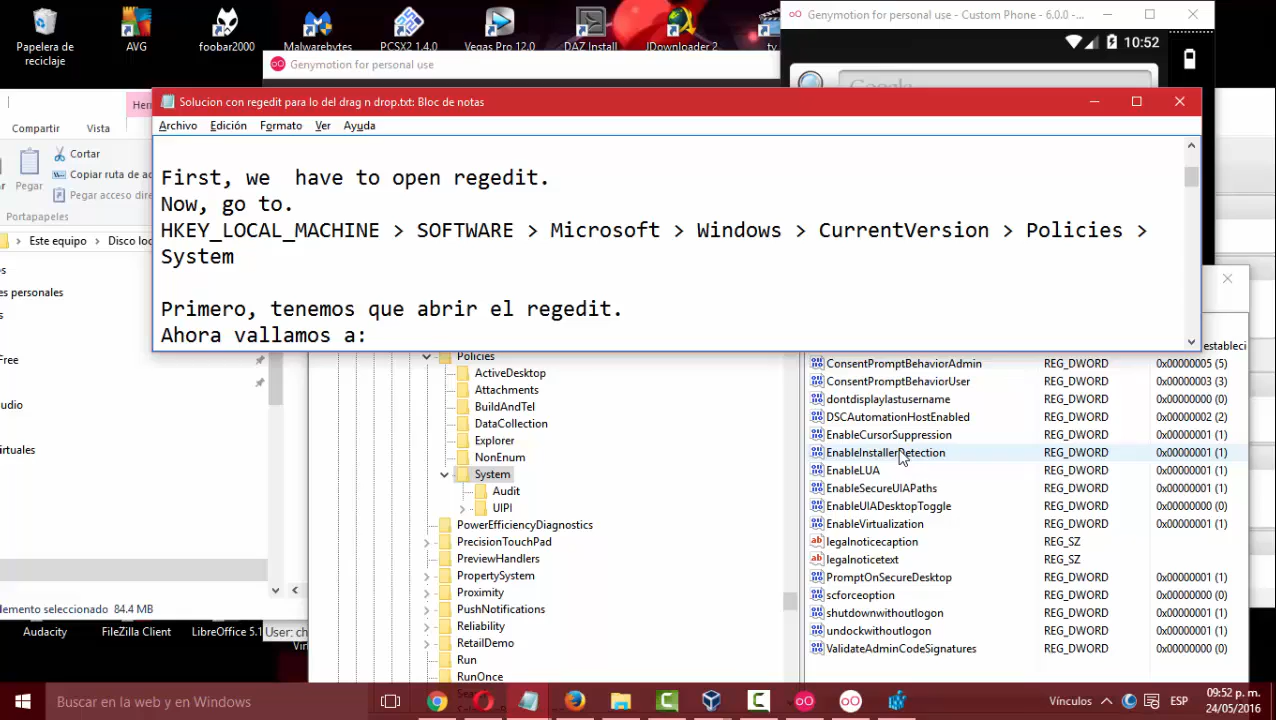 Papelera de
reciclaje
AVG
foobar2000
Malwarebytes
PCSX2 1.4.0
Vegas Pro 12.0
DAZ Install
JDownloader 2
tv
Genymotion for personal use
Genymotion for personal use - Custom Phone - 6.0.0 -...
10:52
Google
Solucion con regedit para lo del drag n drop.txt: Bloc de notas
Archivo Edición Formato Ver Ayuda
First, we have to open regedit.
Now, go to.
HKEY_LOCAL_MACHINE > SOFTWARE > Microsoft > Windows > CurrentVersion > Policies >
System
Primero, tenemos que abrir el regedit.
Ahora vallamos a:
Compartir Vista
Pegar
Cortar
Copiar ruta de ac
Pegar acceso direc
Portapapeles
Este equipo > Disco loc
es personales
Free
udio
irtuales
lemento seleccionado 84.4 MB
Policies
ActiveDesktop
Attachments
BuildAndTel
DataCollection
Explorer
NonEnum
System
Audit
UIPI
PowerEfficiencyDiagnostics
PrecisionTouchPad
PreviewHandlers
PropertySystem
Proximity
PushNotifications
Reliability
RetailDemo
Run
RunOnce
estableci
ConsentPromptBehaviorAdmin REG_DWORD 0x00000005 (5)
ConsentPromptBehaviorUser REG_DWORD 0x00000003 (3)
dontdisplaylastusername REG_DWORD 0x00000000 (0)
DSCAutomationHostEnabled REG_DWORD 0x00000002 (2)
EnableCursorSuppression REG_DWORD 0x00000001 (1)
EnableInstallerDetection REG_DWORD 0x00000001 (1)
EnableLUA REG_DWORD 0x00000001 (1)
EnableSecureUIAPaths REG_DWORD 0x00000001 (1)
EnableUIADesktopToggle REG_DWORD 0x00000000 (0)
EnableVirtualization REG_DWORD 0x00000001 (1)
legalnoticecaption REG_SZ
legalnoticetext REG_SZ
PromptOnSecureDesktop REG_DWORD 0x00000001 (1)
scforceoption REG_DWORD 0x00000000 (0)
shutdownwithoutlogon REG_DWORD 0x00000001 (1)
undockwithoutlogon REG_DWORD 0x00000001 (1)
ValidateAdminCodeSignatures REG_DWORD 0x00000000 (0)
Audacity
FileZilla Client
LibreOffice 5.1
User: ch
Buscar en la web y en Windows
Vínculos
ESP
09:52 p. m.
24/05/2016